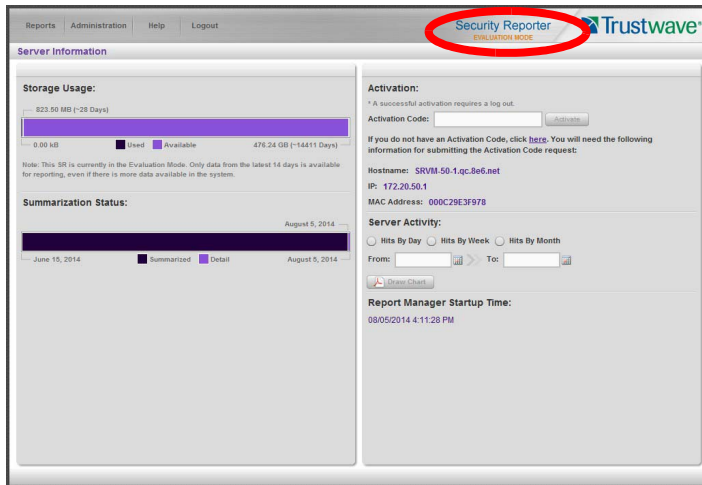 Reports Administration Help Logout
Security Reporter
EVALUATION MODE
Trustwave®
Server Information
Storage Usage:
823.50 MB (~28 Days)
0.00 kB Used Available 476.24 GB (~14411 Days)
Note: This SR is currently in the Evaluation Mode. Only data from the latest 14 days is available
for reporting, even if there is more data available in the system.
Summarization Status:
August 5, 2014
June 15, 2014 Summarized Detail August 5, 2014
Activation:
* A successful activation requires a log out.
Activation Code: Activate
If you do not have an Activation Code, click here. You will need the following
information for submitting the Activation Code request:
Hostname: SRVM-50-1.qc.8e6.net
IP: 172.20.50.1
MAC Address: 000C29E3F978
Server Activity:
Hits By Day Hits By Week Hits By Month
From: To:
Draw Chart
Report Manager Startup Time:
08/05/2014 4:11:28 PM